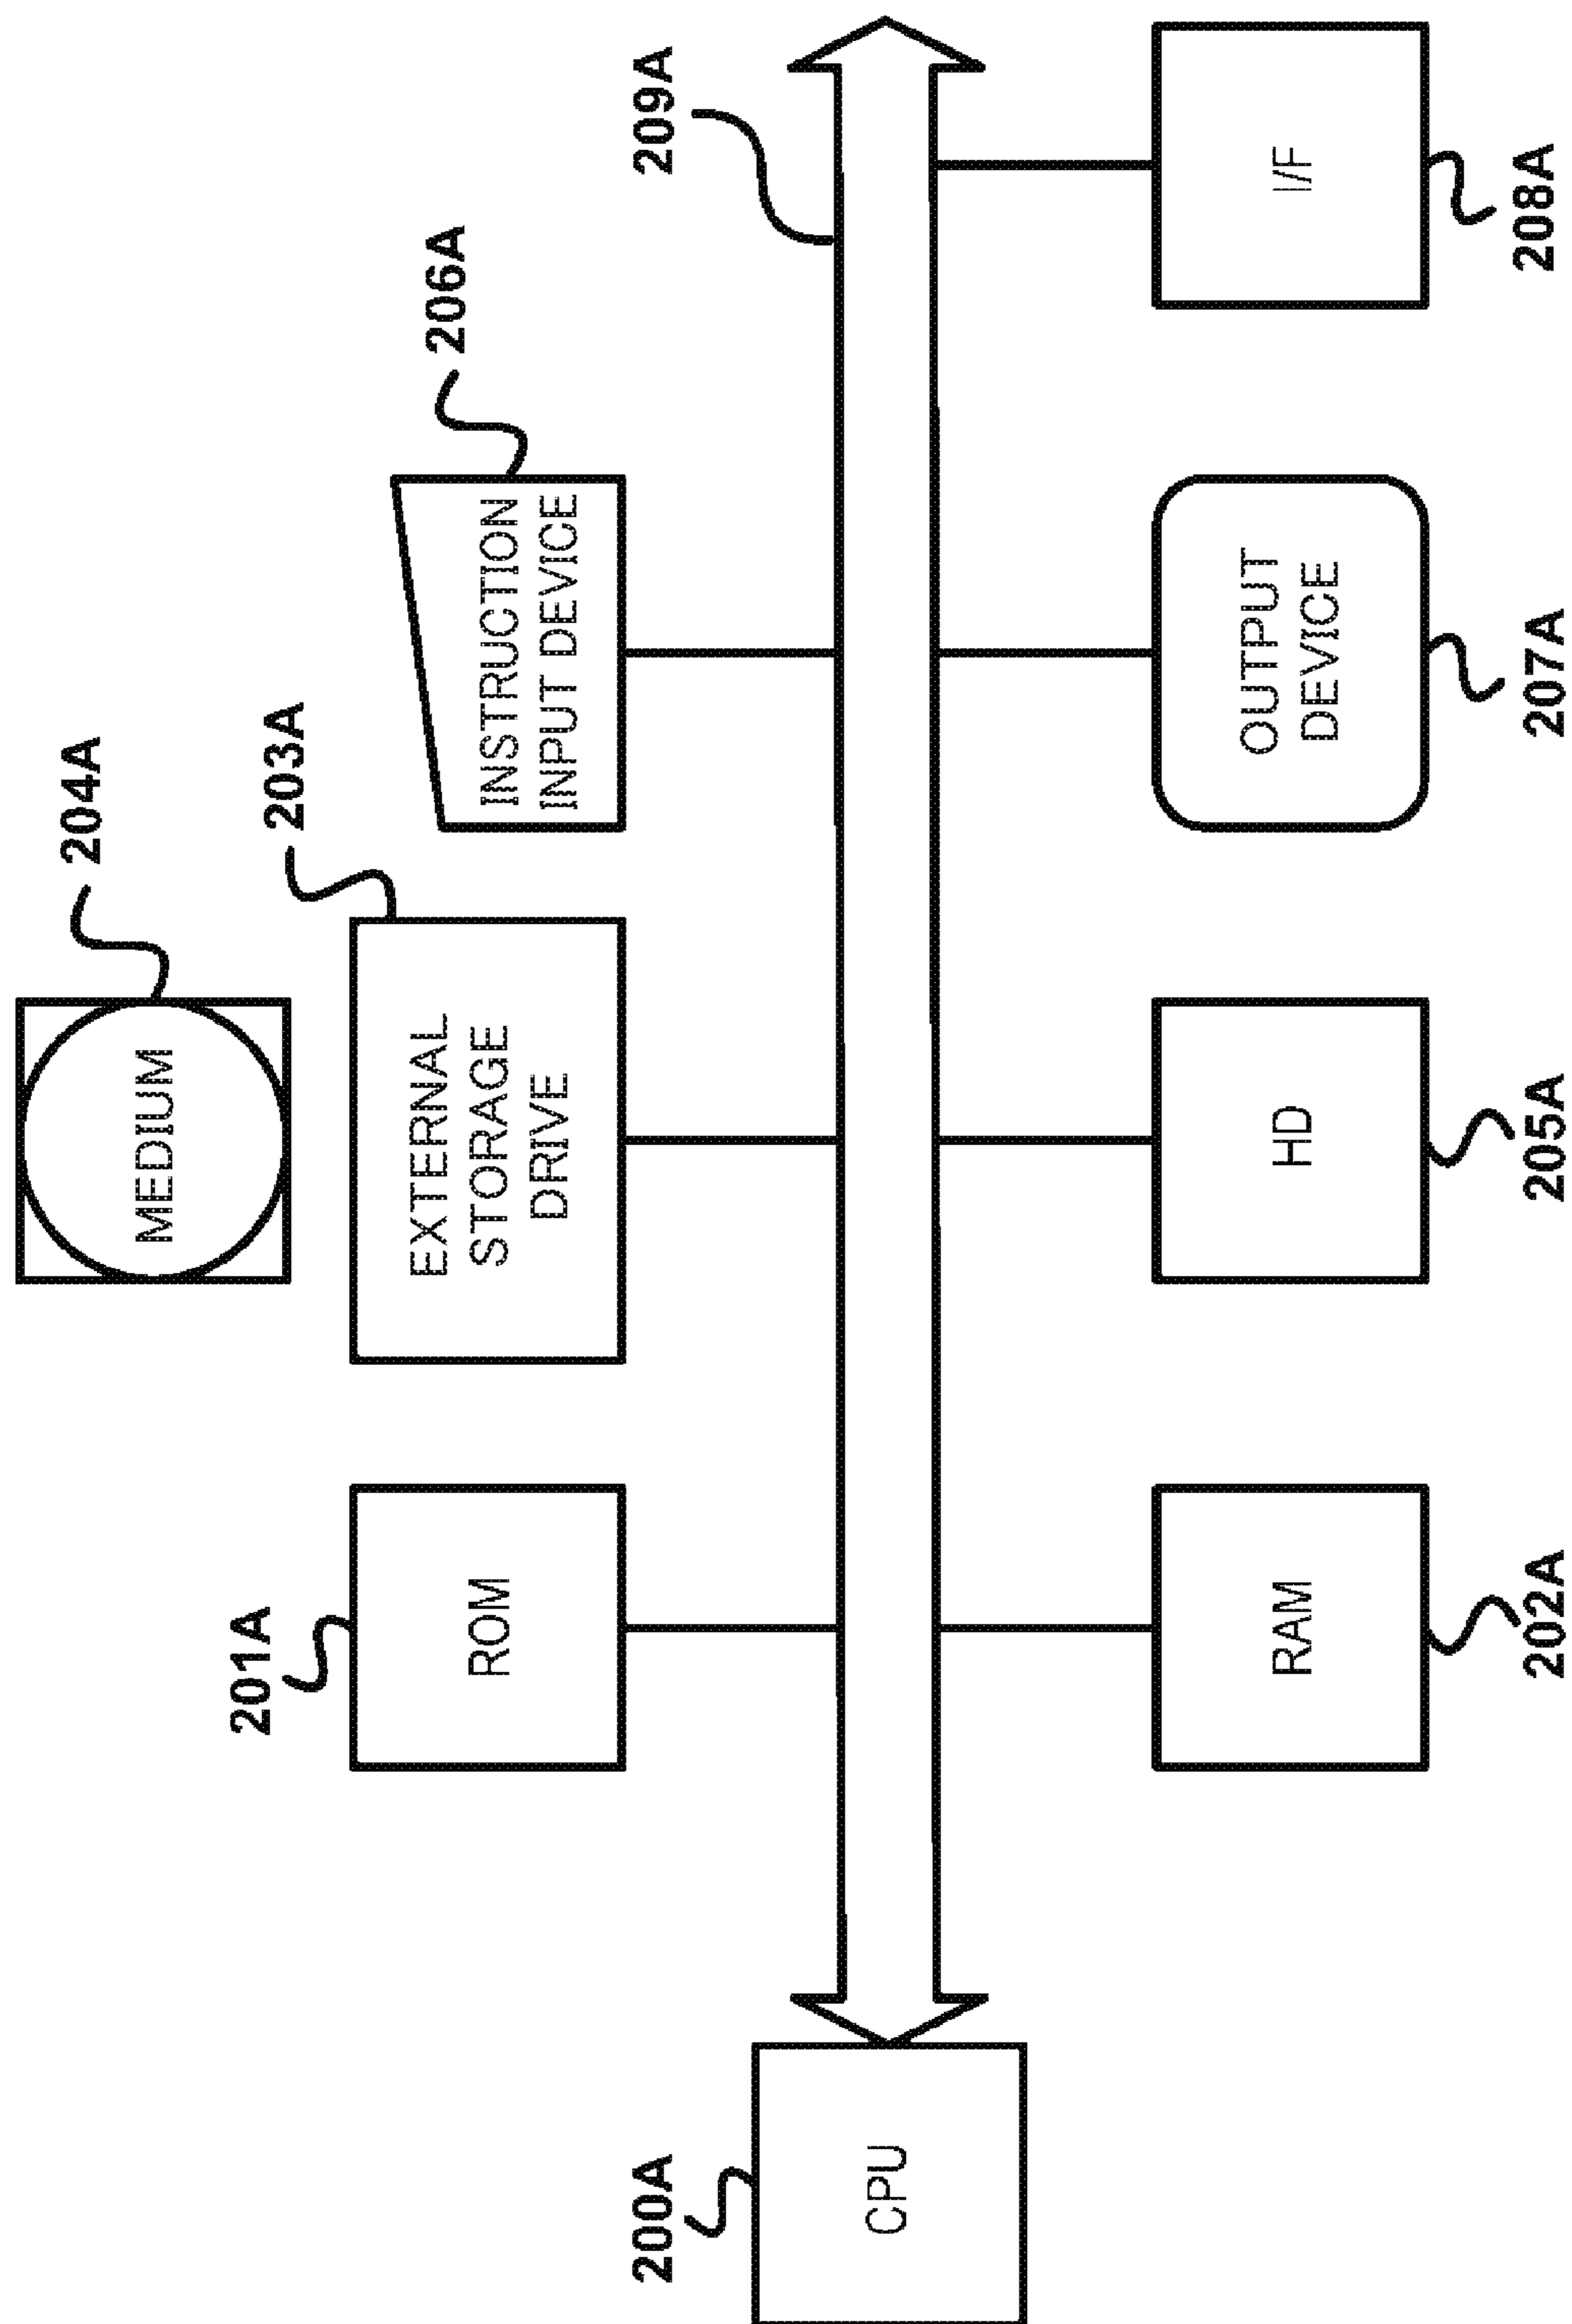 204A
MEDIUM
203A
201A
206A
EXTERNAL
STORAGE
DRIVE
ROM
INSTRUCTION
INPUT DEVICE
209A
200A
CPU
RAM
HD
OUTPUT
DEVICE
I/F
202A
205A
207A
208A